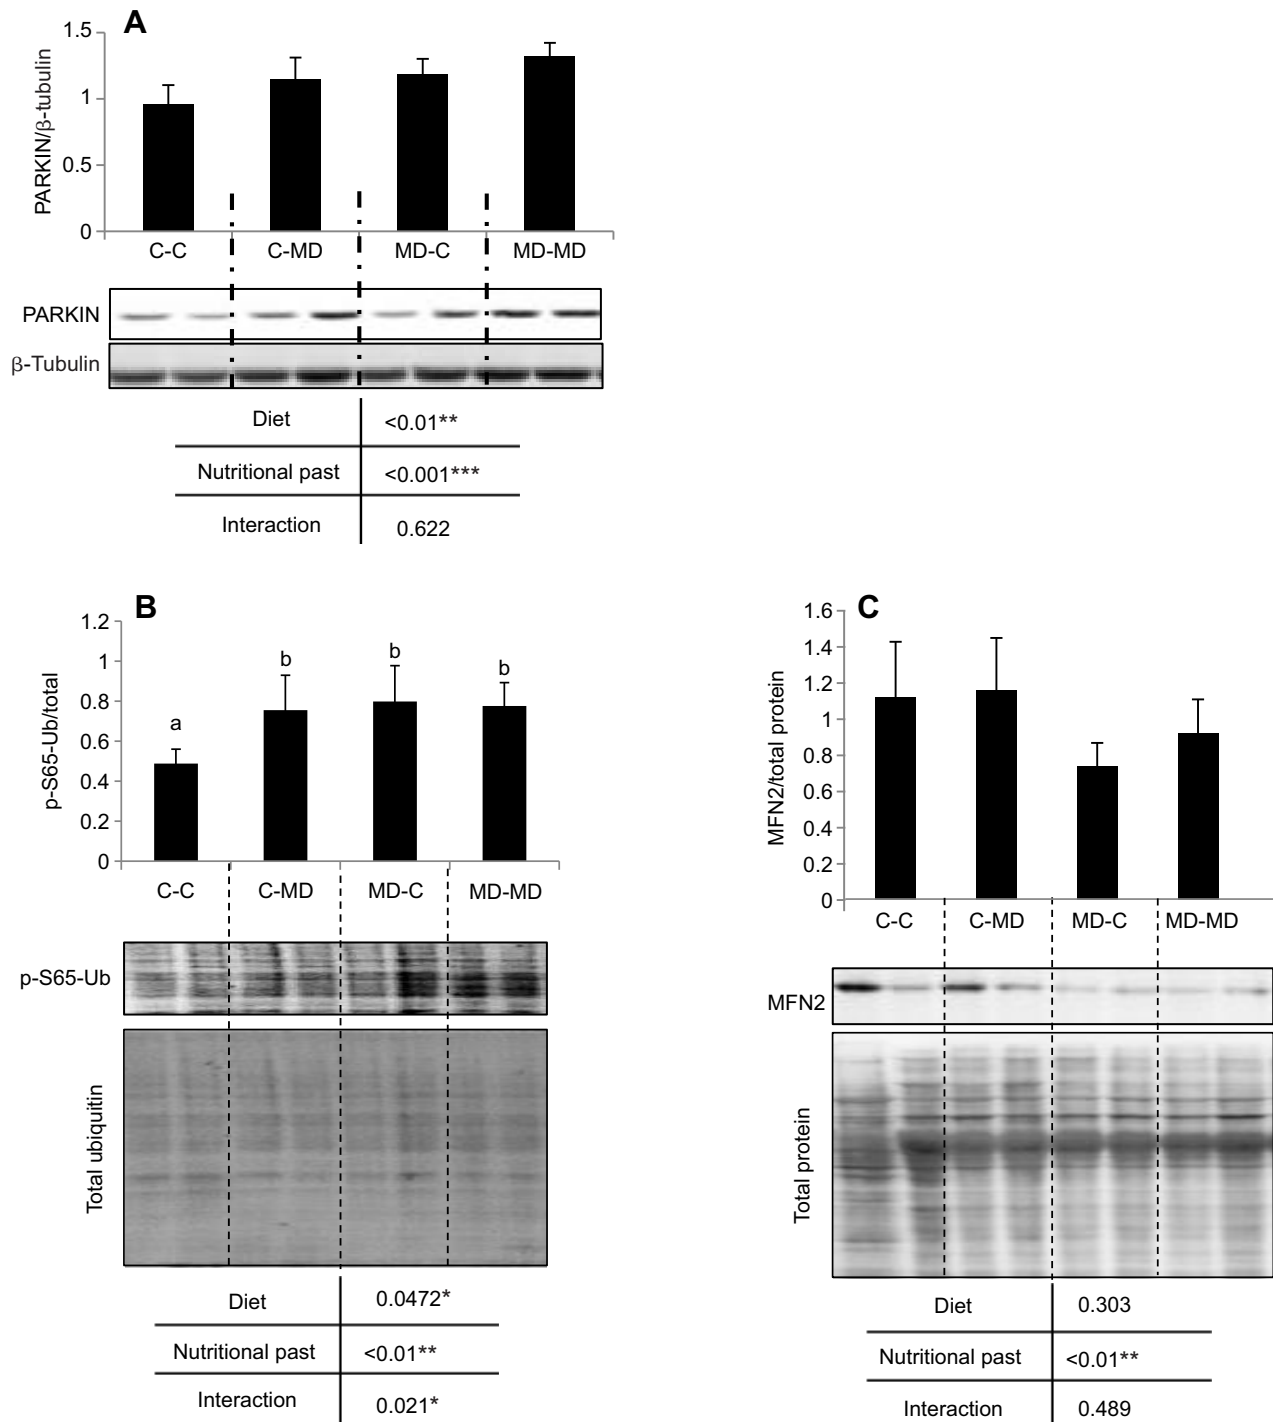 A
PARKIN/β-tubulin
1.5
1
0.5
0
C-C C-MD MD-C MD-MD
PARKIN
β-Tubulin
Diet <0.01**
Nutritional past <0.001***
Interaction 0.622
B
p-S65-Ub/total
1.2
1
0.8
0.6
0.4
0.2
0
a b b b
C-C C-MD MD-C MD-MD
p-S65-Ub
Total ubiquitin
Diet 0.0472*
Nutritional past <0.01**
Interaction 0.021*
C
MFN2/total protein
1.6
1.4
1.2
1
0.8
0.6
0.4
0.2
0
C-C C-MD MD-C MD-MD
MFN2
Total protein
Diet 0.303
Nutritional past <0.01**
Interaction 0.489